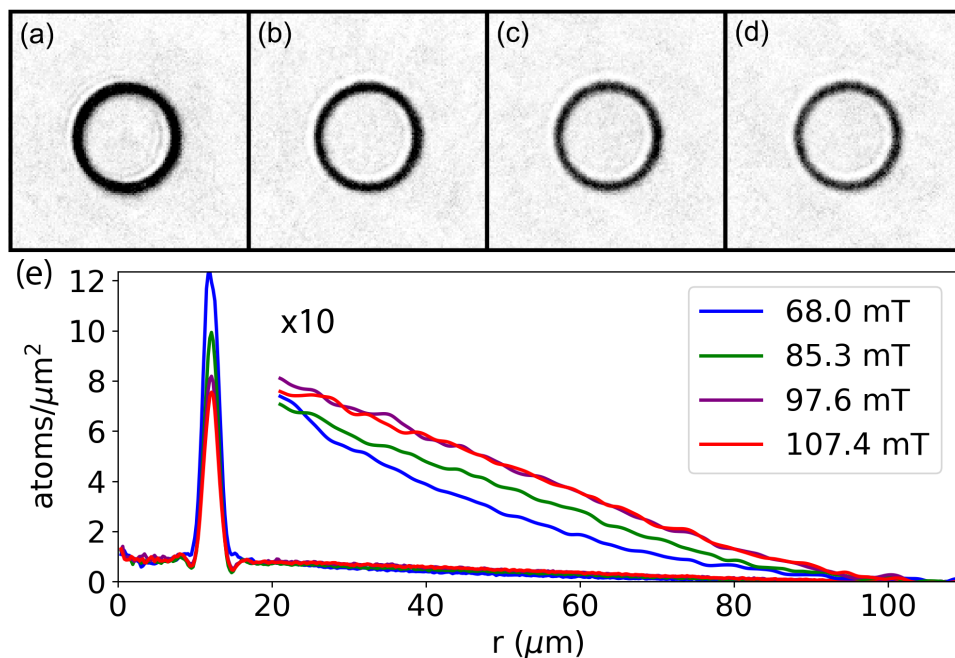 (a)
(b)
(c)
(d)
(e)
12
10
8
6
4
2
0
atoms/μm²
x10
68.0 mT
85.3 mT
97.6 mT
107.4 mT
0 20 40 60 80 100
r (μm)